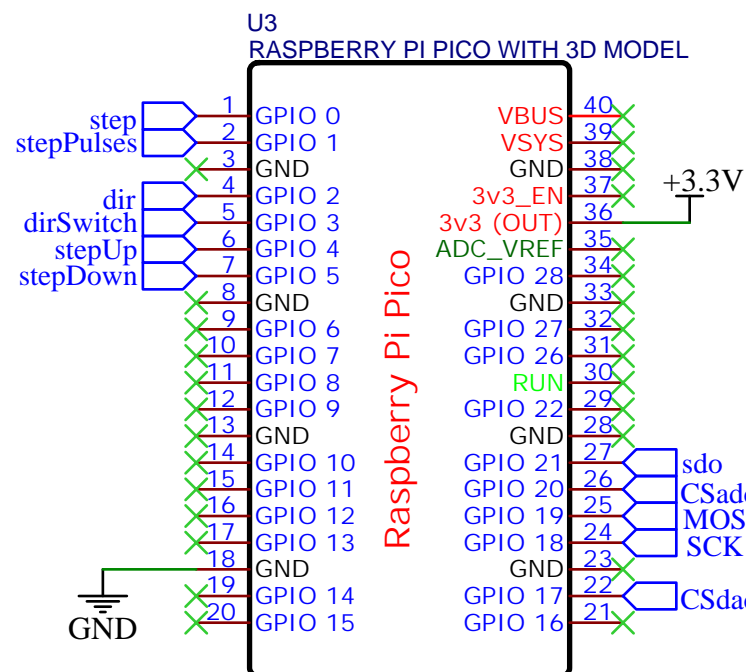 U3
RASPBERRY PI PICO WITH 3D MODEL
step 1 GPIO 0
stepPulses 2 GPIO 1
3 GND
dir 4 GPIO 2
dirSwitch 5 GPIO 3
stepUp 6 GPIO 4
stepDown 7 GPIO 5
8 GND
9 GPIO 6
10 GPIO 7
11 GPIO 8
12 GPIO 9
13 GND
14 GPIO 10
15 GPIO 11
16 GPIO 12
17 GPIO 13
18 GND
19 GPIO 14
20 GPIO 15
GND
Raspberry Pi Pico
VBUS 40
VSYS 39
GND 38
3v3_EN 37
3v3 (OUT) 36
+3.3V
ADC_VREF 35
GPIO 28 34
GND 33
GPIO 27 32
GPIO 26 31
RUN 30
GPIO 22 29
GND 28
GPIO 21 27 sdo
GPIO 20 26
GPIO 19 25 MOS
GPIO 18 24 SCK
GND 23
GPIO 17 22
GPIO 16 21